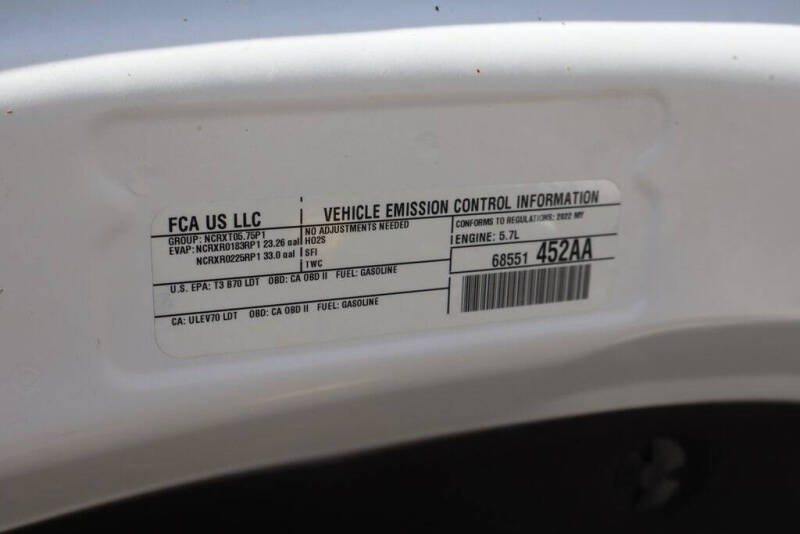 FCA US LLC
VEHICLE EMISSION CONTROL INFORMATION
GROUP: NCRXT05.75P1
EVAP: NCRXR0183RP1 23.26 gal
NCRXR0225RP1 33.0 gal
NO ADJUSTMENTS NEEDED
HO2S
SFI
TWC
CONFORMS TO REGULATIONS: 2022 MY
ENGINE: 5.7L
68551 452AA
U.S. EPA: T3 B70 LDT OBD: CA OBD II FUEL: GASOLINE
CA: ULEV70 LDT OBD: CA OBD II FUEL: GASOLINE